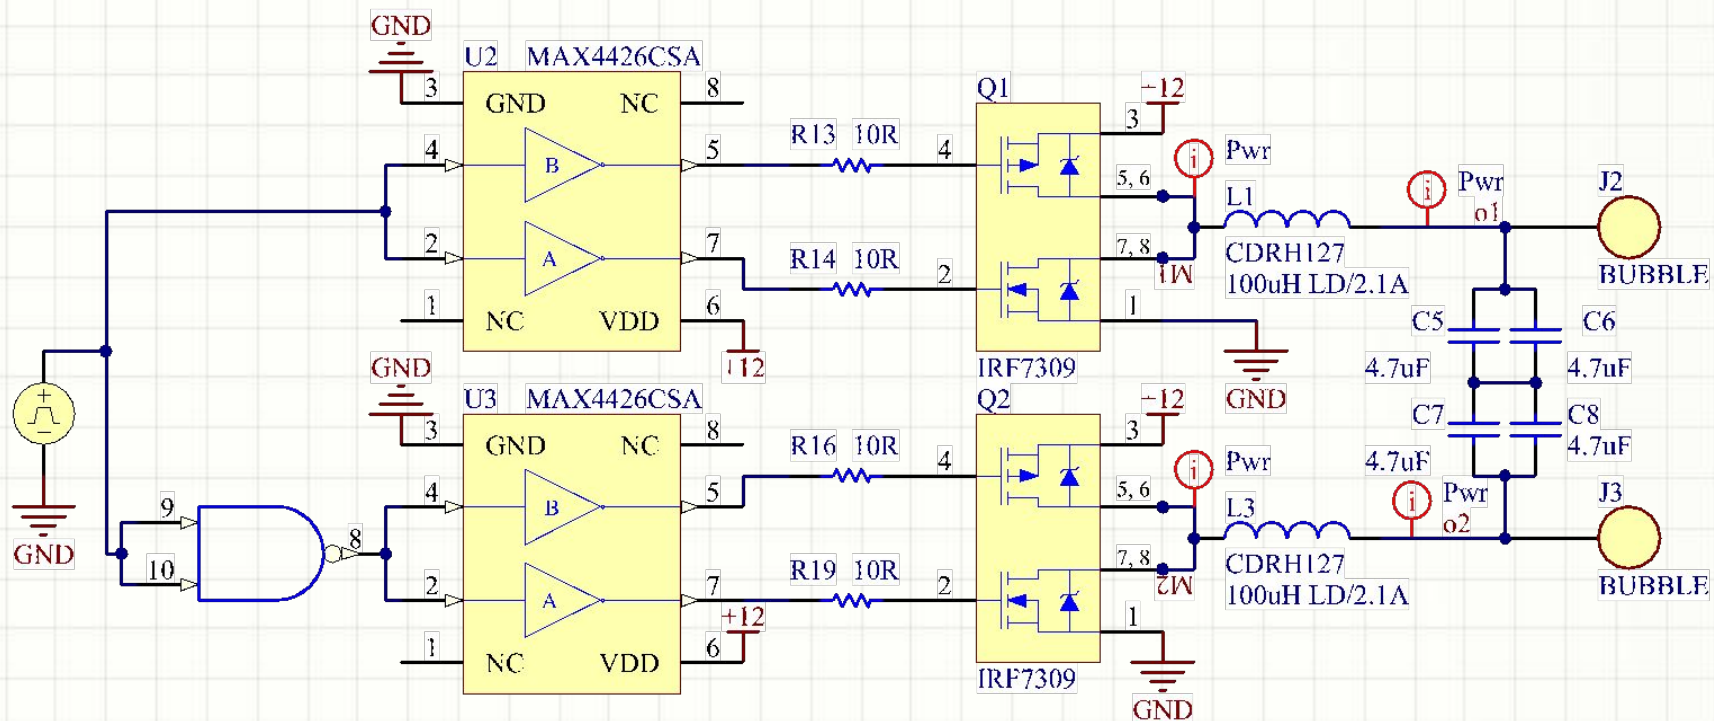 GND
U2 MAX4426CSA
3 GND NC 8
4 B 5
2 A 7
1 NC VDD 6
+12
R13 10R
R14 10R
Q1
4
2
3
5, 6
7, 8
1
IRF7309
-12
GND
Pwr
M1
L1
CDRH127
100uH LD/2.1A
i
i
Pwr
o1
J2
BUBBLE
C5
4.7uF
C6
4.7uF
C7
4.7uF
C8
4.7uF
GND
U3 MAX4426CSA
3 GND NC 8
4 B 5
2 A 7
1 NC VDD 6
+12
GND
9
10
8
R16 10R
R19 10R
Q2
4
2
3
5, 6
7, 8
1
IRF7309
-12
GND
Pwr
M2
L3
CDRH127
100uH LD/2.1A
i
i
Pwr
o2
J3
BUBBLE